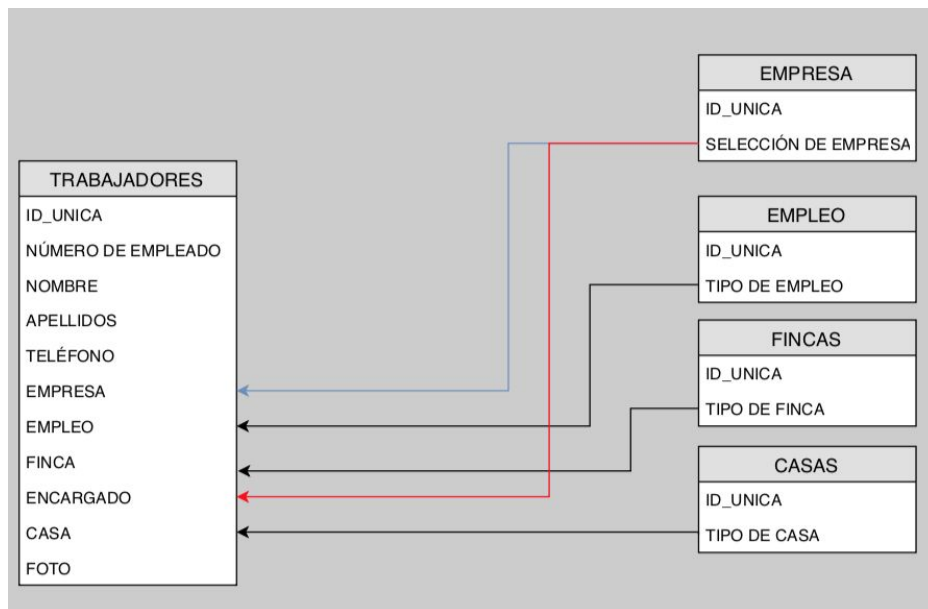 TRABAJADORES
ID_UNICA
NÚMERO DE EMPLEADO
NOMBRE
APELLIDOS
TELÉFONO
EMPRESA
EMPLEO
FINCA
ENCARGADO
CASA
FOTO
EMPRESA
ID_UNICA
SELECCIÓN DE EMPRESA
EMPLEO
ID_UNICA
TIPO DE EMPLEO
FINCAS
ID_UNICA
TIPO DE FINCA
CASAS
ID_UNICA
TIPO DE CASA